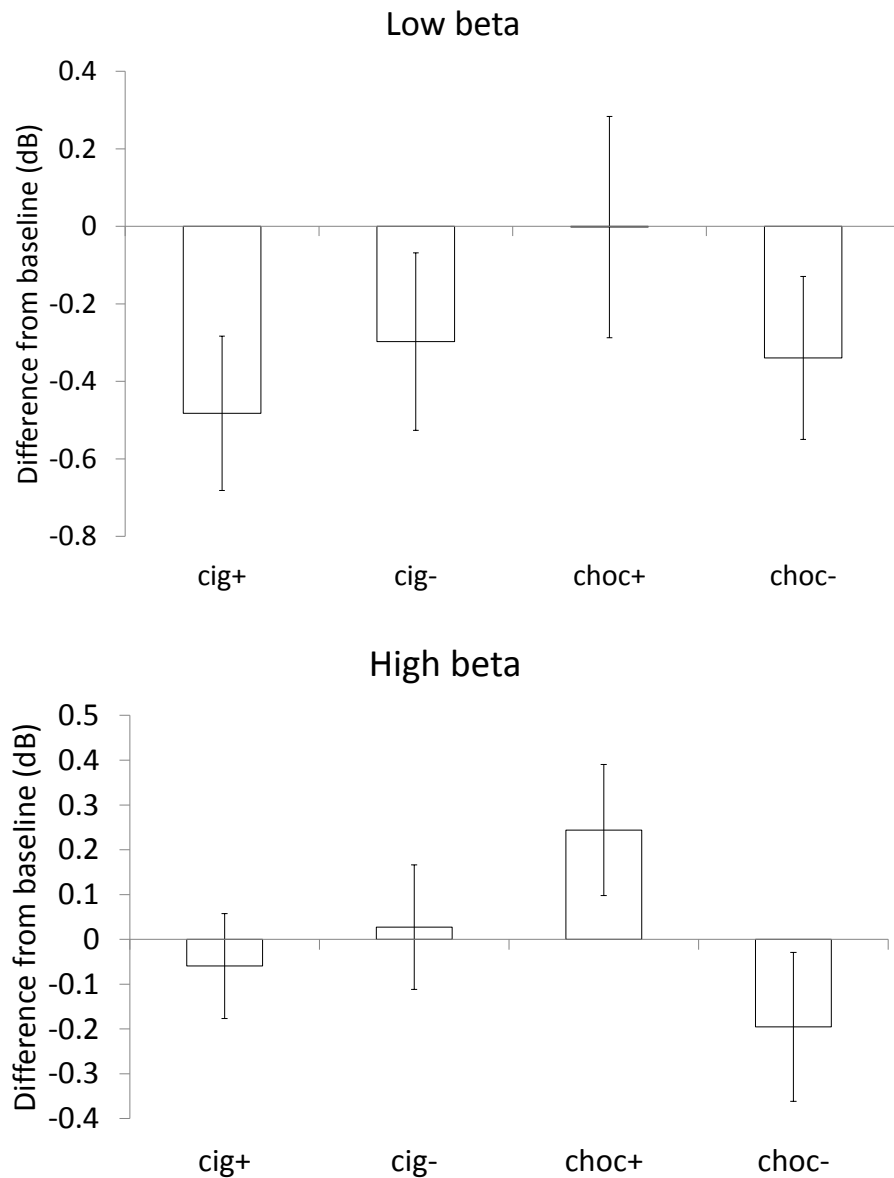 Low beta
Difference from baseline (dB)
0.4
0.2
0
-0.2
-0.4
-0.6
-0.8
cig+ cig- choc+ choc-
High beta
Difference from baseline (dB)
0.5
0.4
0.3
0.2
0.1
0
-0.1
-0.2
-0.3
-0.4
cig+ cig- choc+ choc-